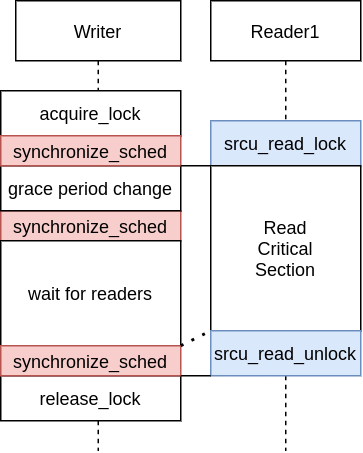 Writer
Reader1
acquire_lock
synchronize_sched
srcu_read_lock
grace period change
synchronize_sched
Read
Critical
Section
wait for readers
synchronize_sched
srcu_read_unlock
release_lock